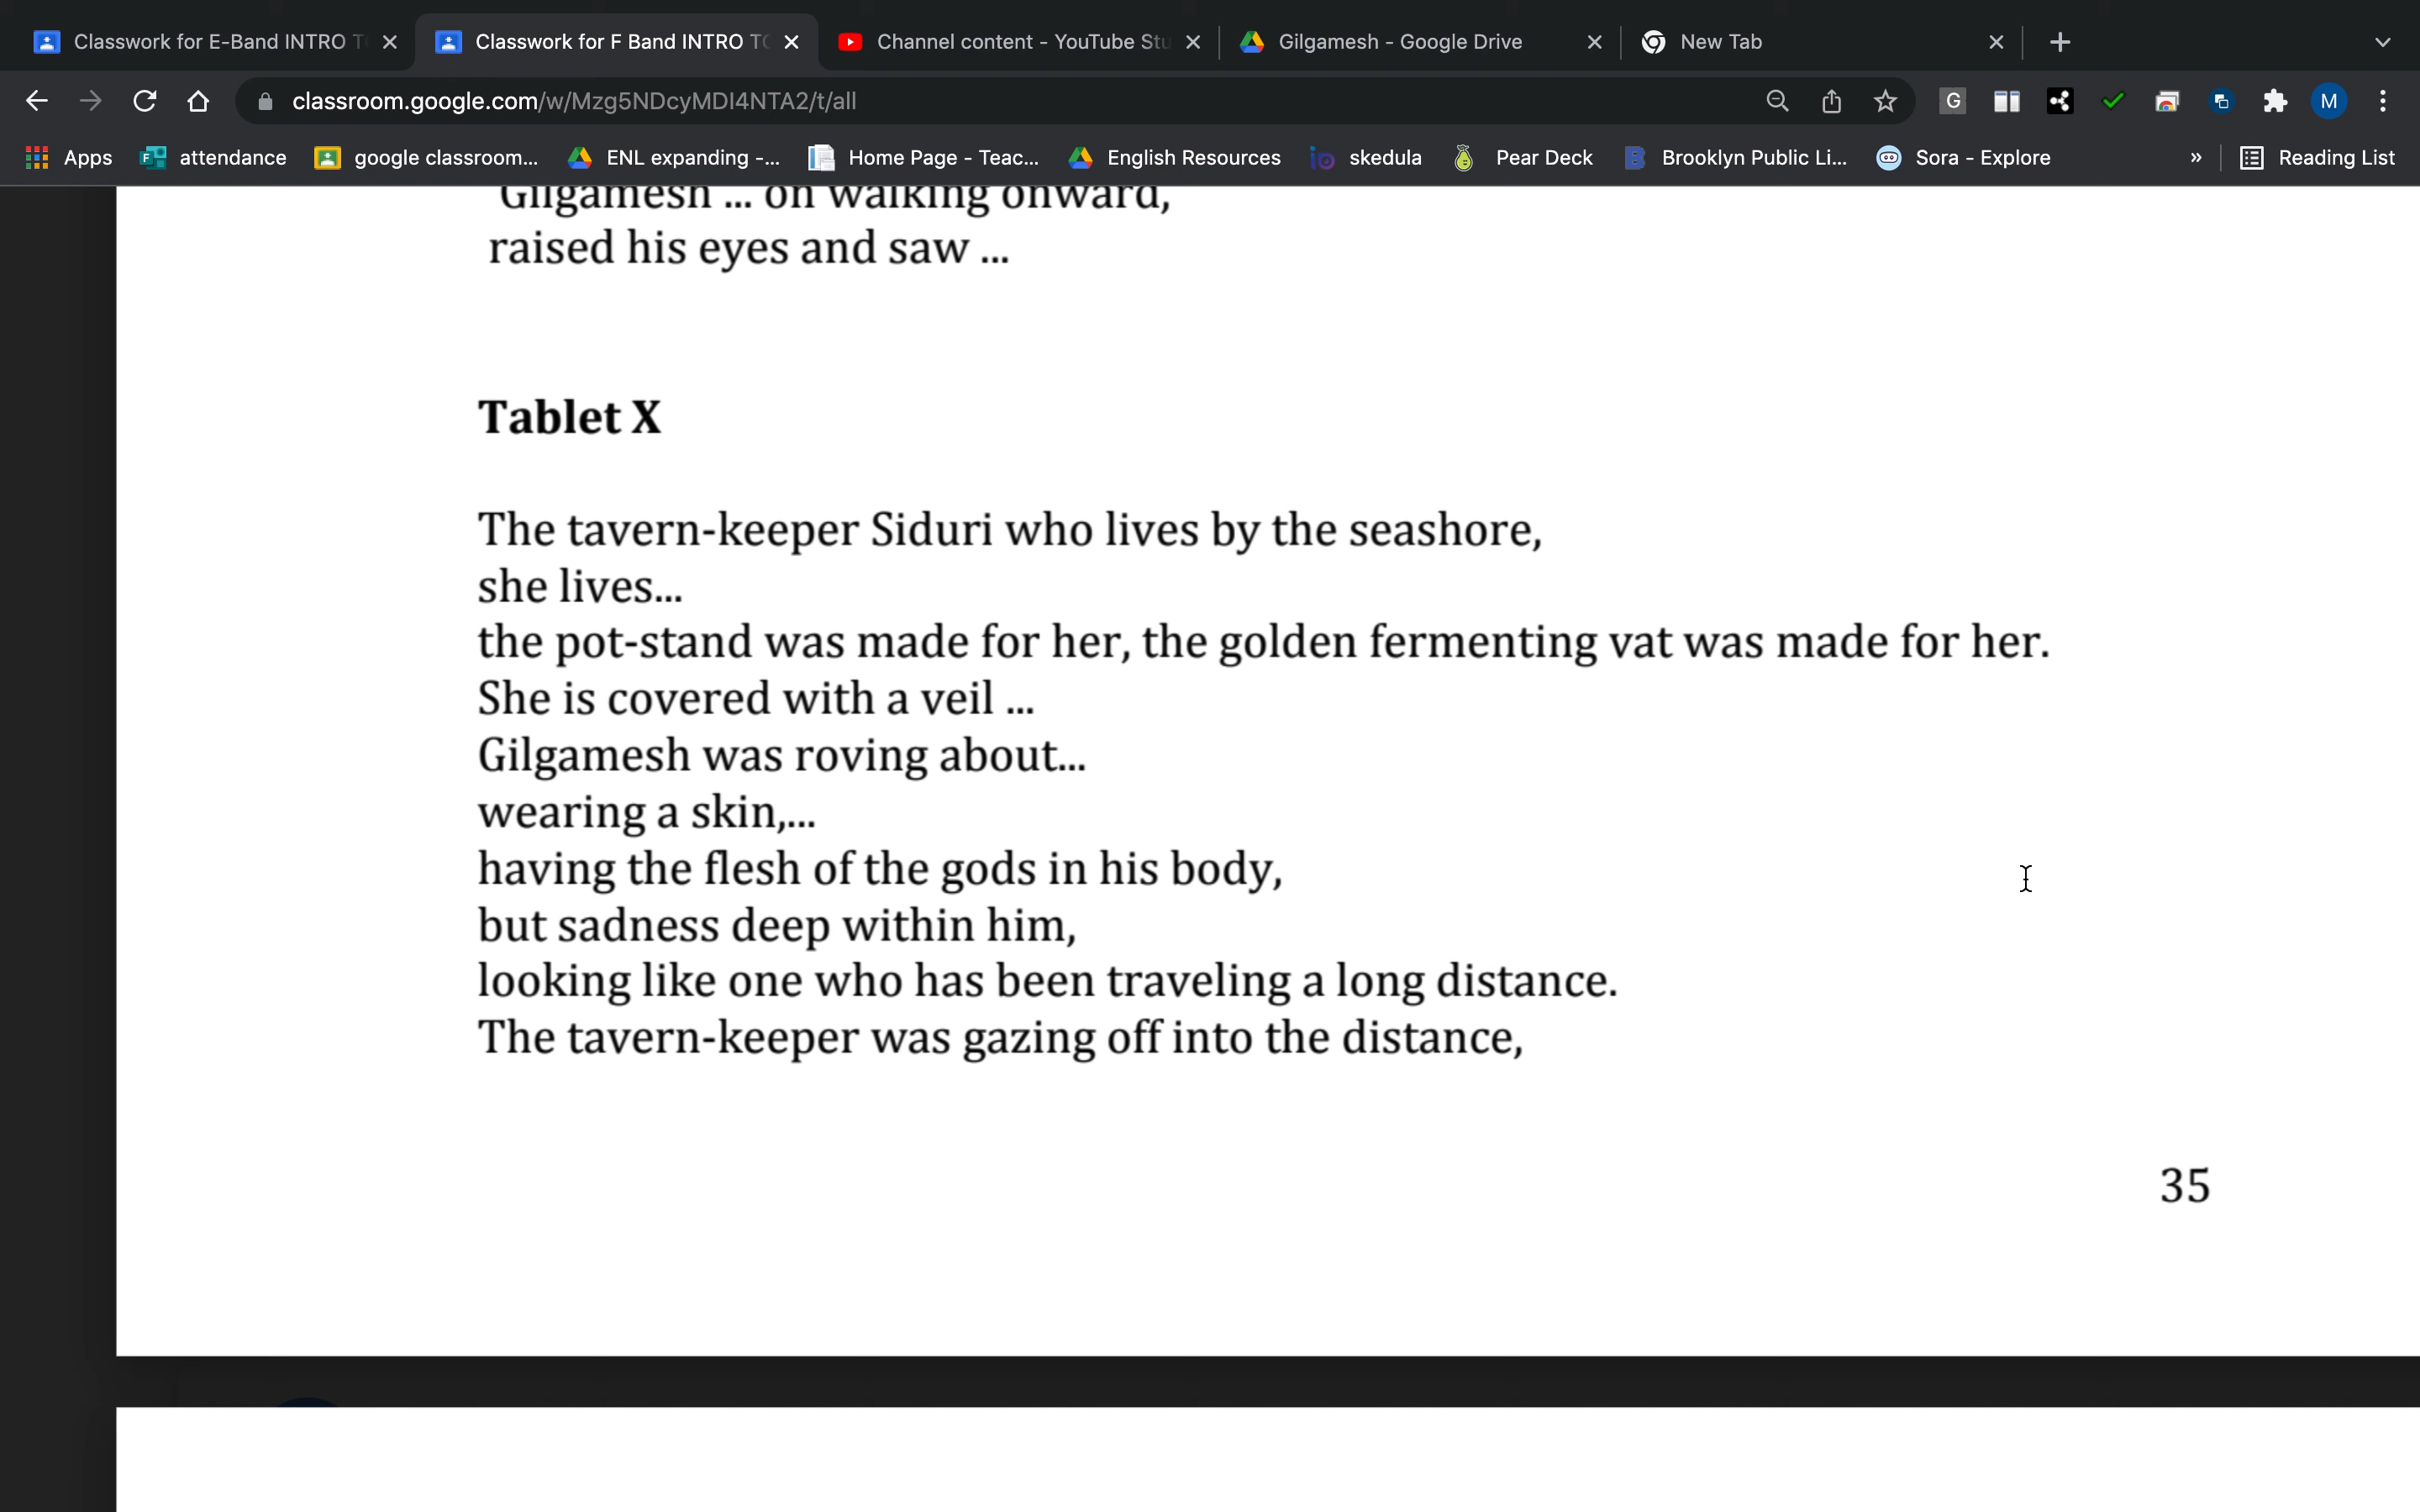 Classwork for E-Band INTRO T
Classwork for F Band INTRO TO
Channel content - YouTube Stu
Gilgamesh - Google Drive
New Tab
classroom.google.com/w/Mzg5NDcyMDI4NTA2/t/all
G
M
Apps
attendance
google classroom...
ENL expanding -...
Home Page - Teac...
English Resources
skedula
Pear Deck
Brooklyn Public Li...
Sora - Explore
»
Reading List
Gilgamesh ... on walking onward,
raised his eyes and saw ...
Tablet X
The tavern-keeper Siduri who lives by the seashore,
she lives...
the pot-stand was made for her, the golden fermenting vat was made for her.
She is covered with a veil ...
Gilgamesh was roving about...
wearing a skin,...
having the flesh of the gods in his body,
but sadness deep within him,
looking like one who has been traveling a long distance.
The tavern-keeper was gazing off into the distance,
35